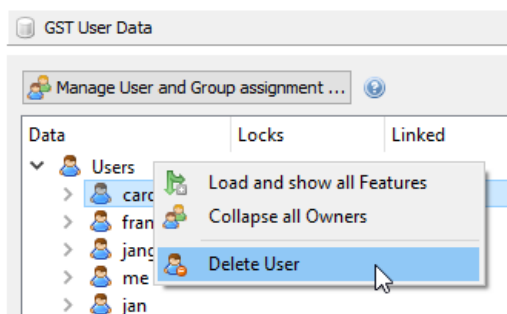 GST User Data
Manage User and Group assignment ...
Data Locks Linked
Users
Load and show all Features
fran
Collapse all Owners
Delete User
me
jan